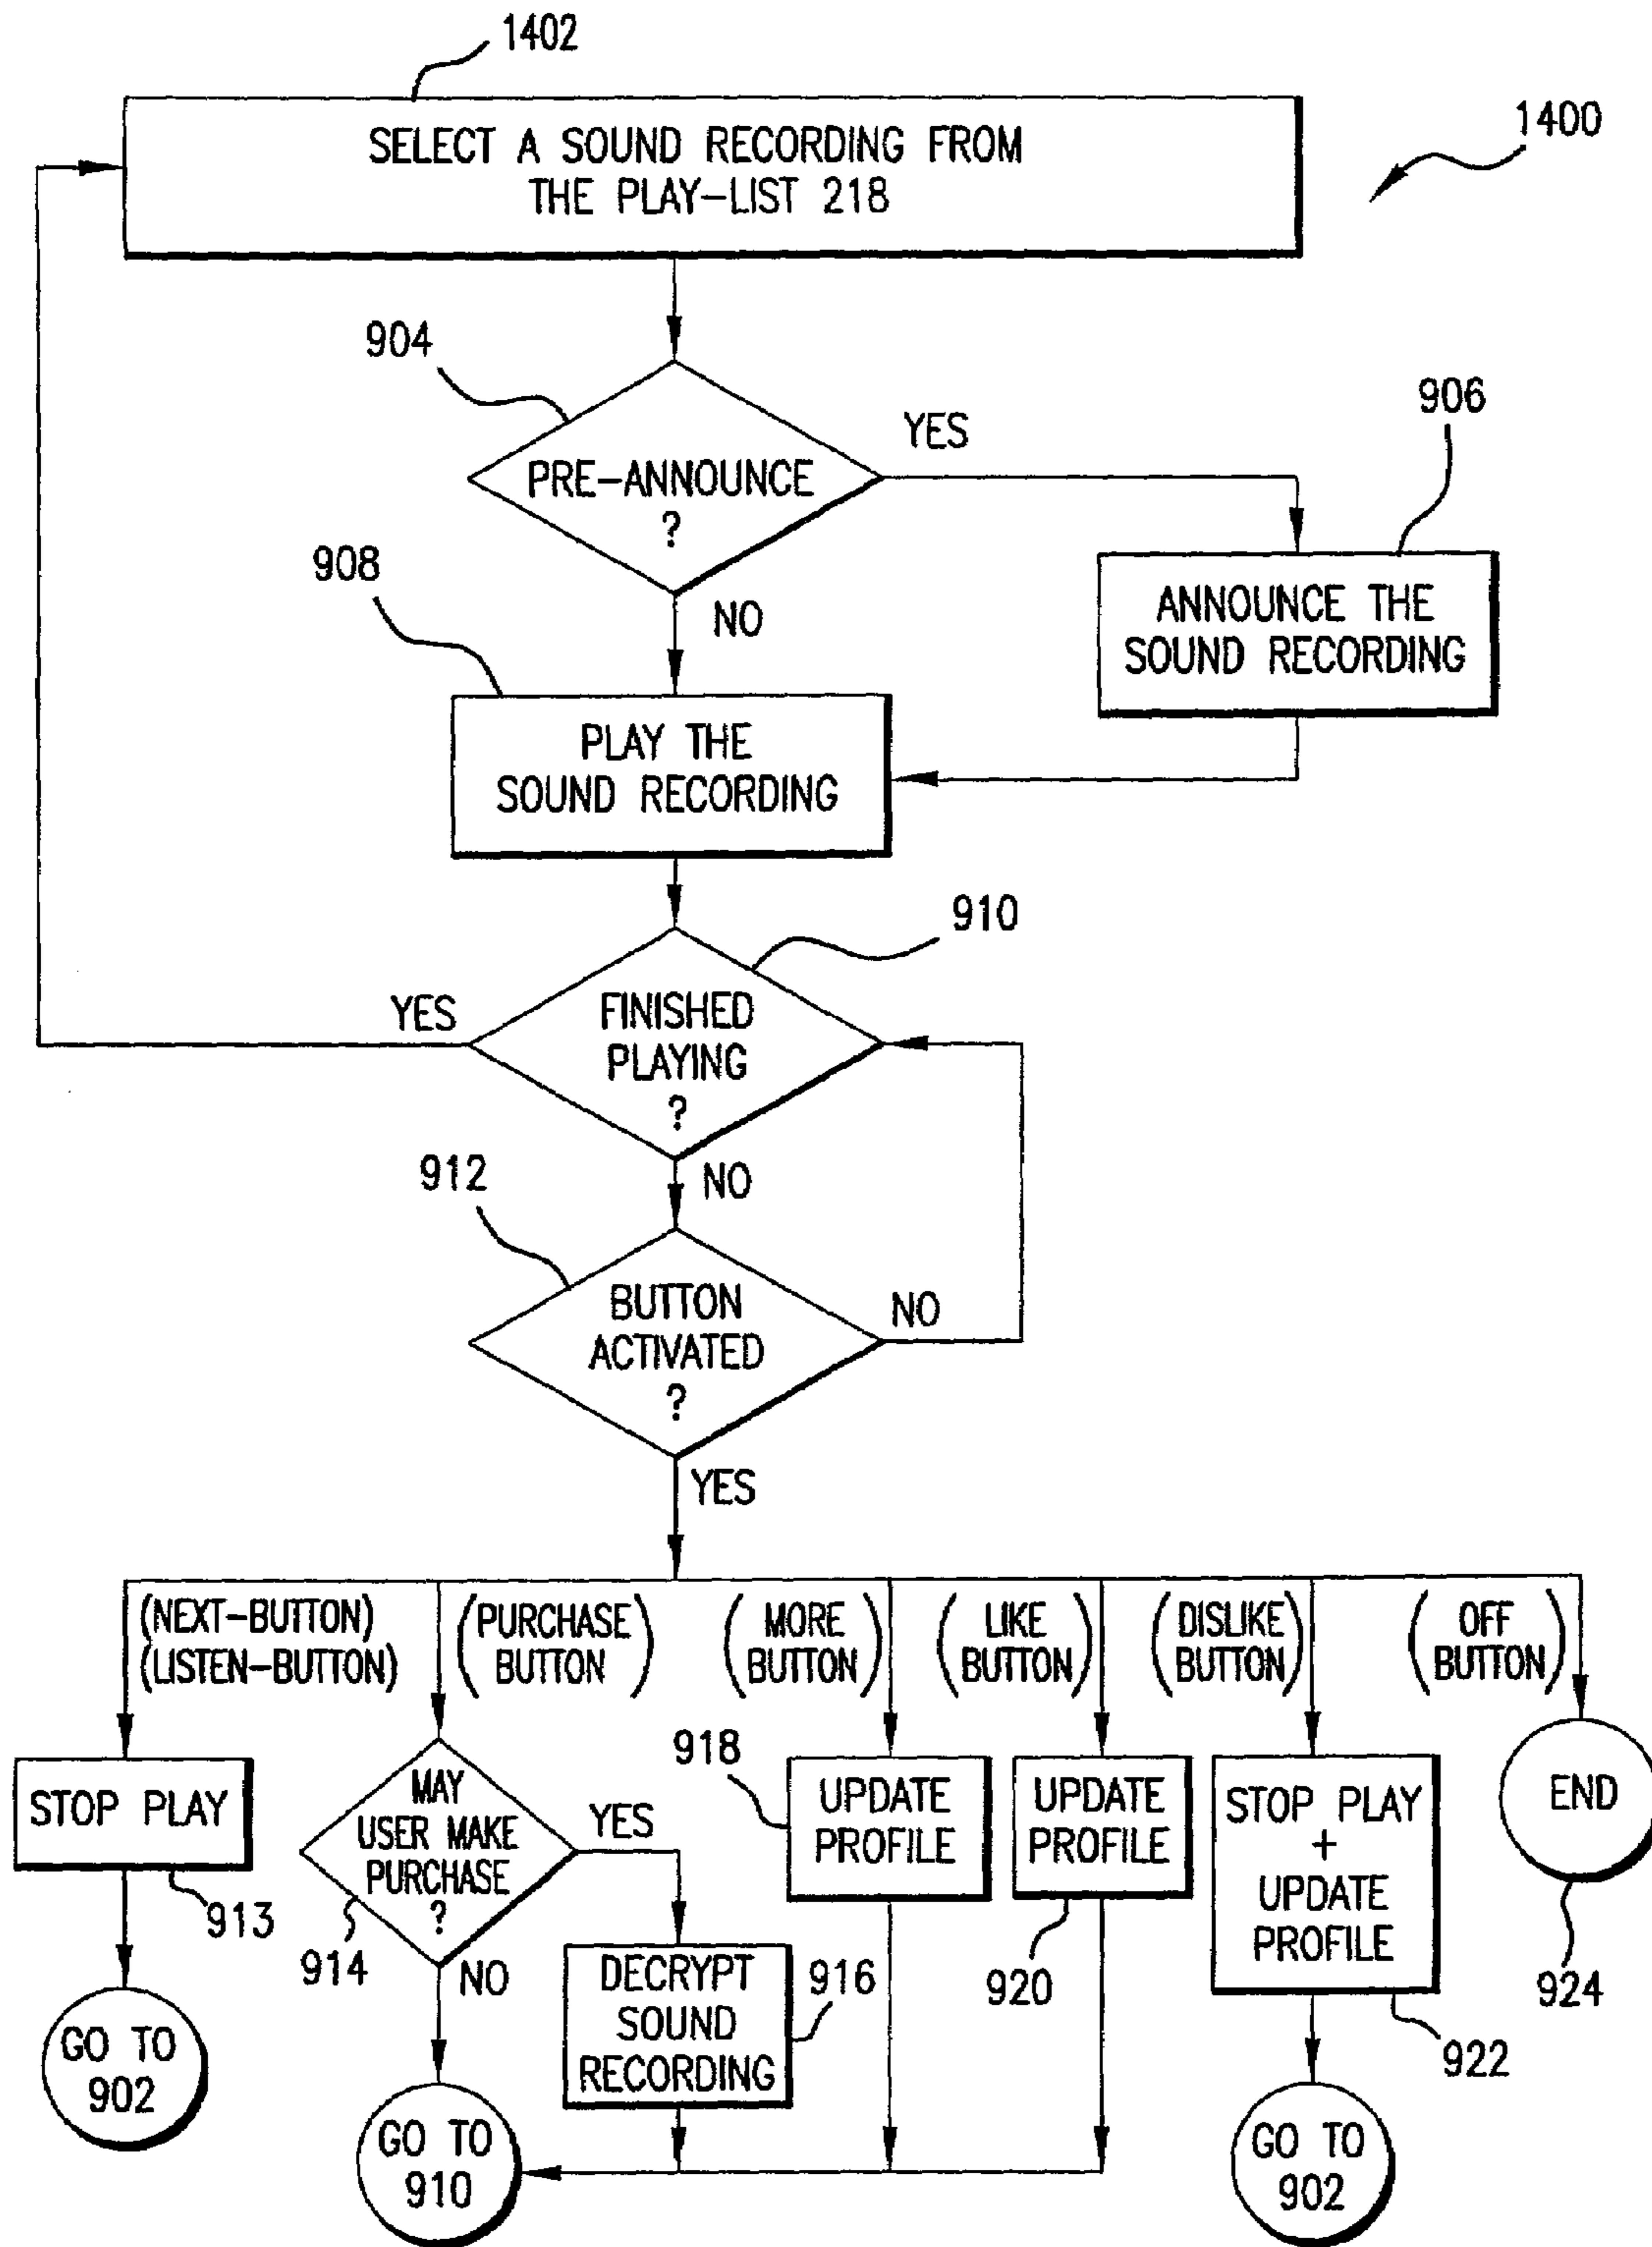 1402
1400
SELECT A SOUND RECORDING FROM
THE PLAY-LIST 218
904
PRE-ANNOUNCE
?
YES
906
ANNOUNCE THE
SOUND RECORDING
NO
908
PLAY THE
SOUND RECORDING
910
FINISHED
PLAYING
?
YES
NO
912
BUTTON
ACTIVATED
?
NO
YES
(NEXT-BUTTON)
(LISTEN-BUTTON)
(PURCHASE
BUTTON)
(MORE
BUTTON)
(LIKE
BUTTON)
(DISLIKE
BUTTON)
(OFF
BUTTON)
STOP PLAY
913
GO TO
902
MAY
USER MAKE
PURCHASE
?
914
YES
NO
DECRYPT
SOUND
RECORDING
916
GO TO
910
918
UPDATE
PROFILE
UPDATE
PROFILE
920
STOP PLAY
+
UPDATE
PROFILE
922
GO TO
902
END
924